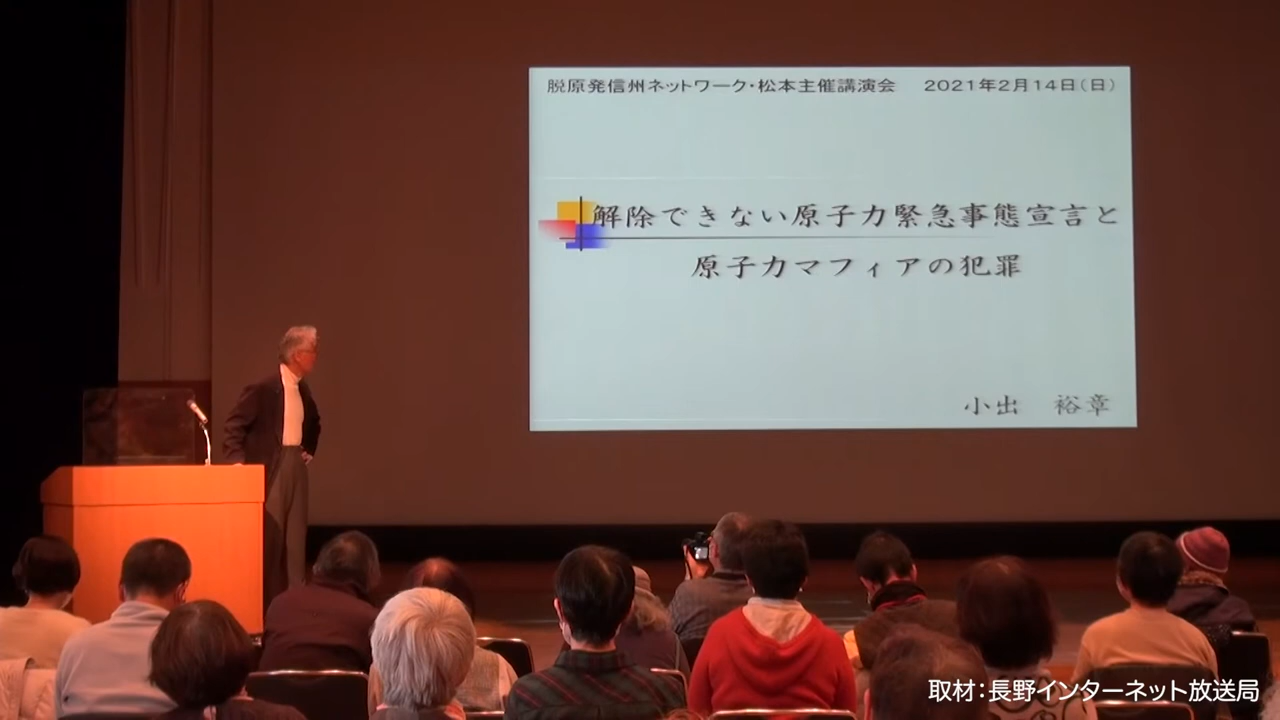 脱原発信州ネットワーク・松本主催講演会　2021年2月14日(日)
解除できない原子力緊急事態宣言と
原子力マフィアの犯罪
小出　裕章
取材:長野インターネット放送局